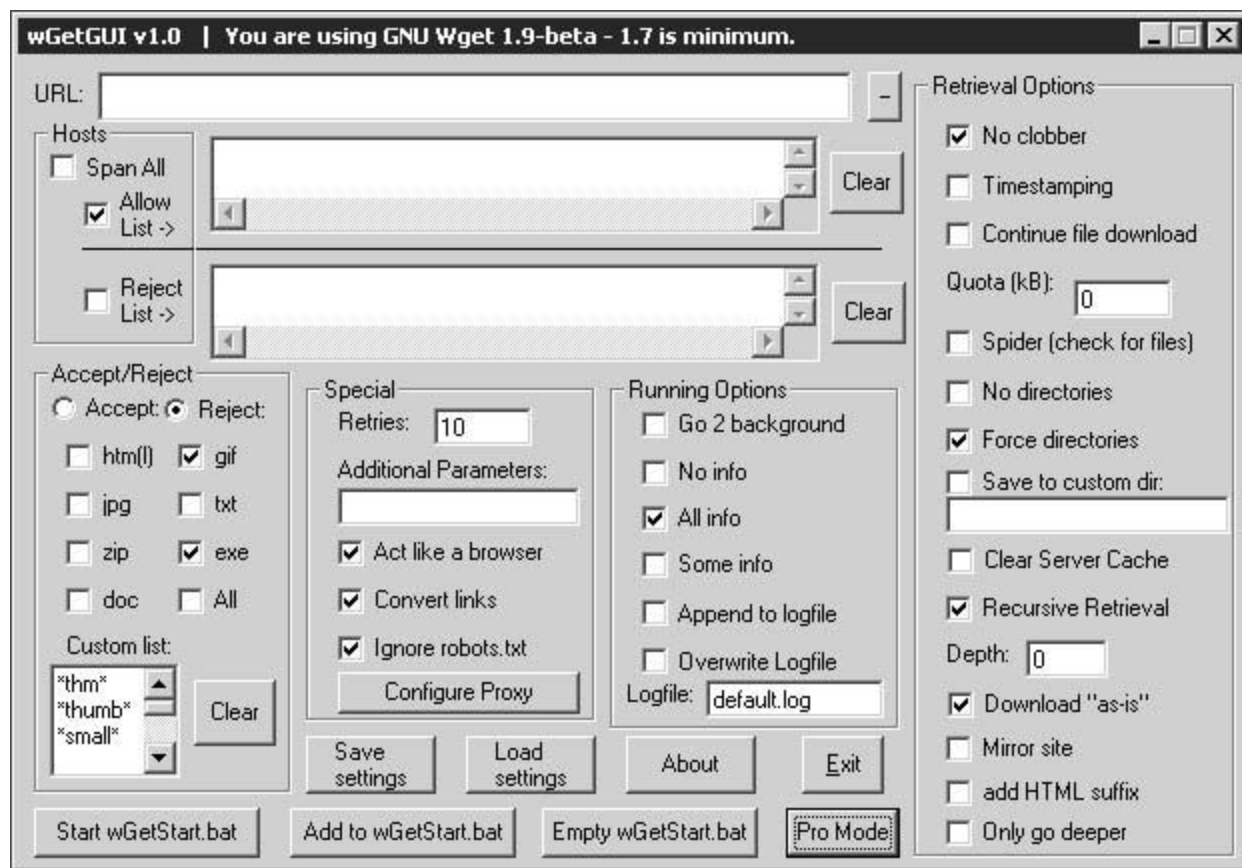 wGetGUI v1.0 | You are using GNU Wget 1.9-beta - 1.7 is minimum.
URL:
-
Hosts
Span All
Allow
List ->
Clear
Reject
List ->
Clear
Accept/Reject
Accept: Reject:
htm(l) gif
jpg txt
zip exe
doc All
Custom list:
*thm*
*thumb*
*small*
Clear
Special
Retries: 10
Additional Parameters:
Act like a browser
Convert links
Ignore robots.txt
Configure Proxy
Running Options
Go 2 background
No info
All info
Some info
Append to logfile
Overwrite Logfile
Logfile: default.log
Save
settings
Load
settings
About
Exit
Start wGetStart.bat
Add to wGetStart.bat
Empty wGetStart.bat
Pro Mode
Retrieval Options
No clobber
Timestamping
Continue file download
Quota (kB): 0
Spider (check for files)
No directories
Force directories
Save to custom dir:
Clear Server Cache
Recursive Retrieval
Depth: 0
Download "as-is"
Mirror site
add HTML suffix
Only go deeper